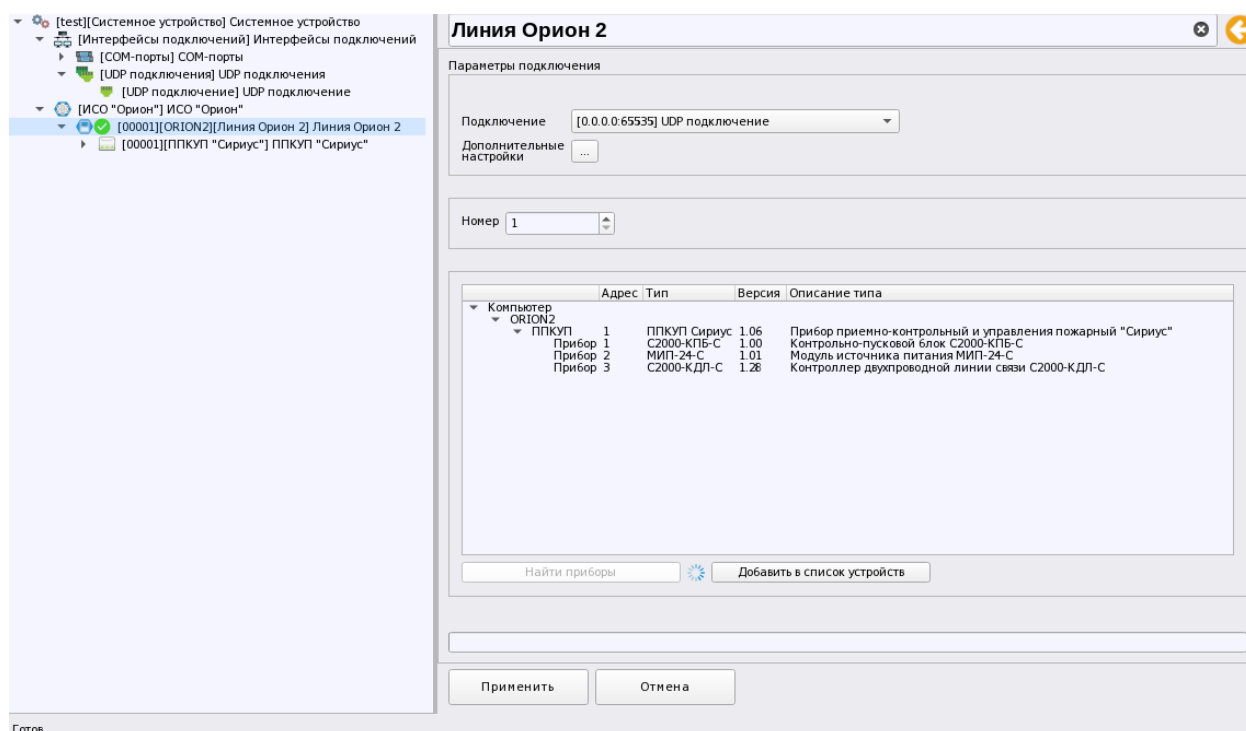 [test][Системное устройство] Системное устройство
[Интерфейсы подключений] Интерфейсы подключений
[COM-порты] COM-порты
[UDP подключения] UDP подключения
[UDP подключение] UDP подключение
[ИСО "Орион"] ИСО "Орион"
[00001][ORION2][Линия Орион 2] Линия Орион 2
[00001][ППКУП "Сириус"] ППКУП "Сириус"
Линия Орион 2
Параметры подключения
Подключение [0.0.0.0:65535] UDP подключение
Дополнительные
настройки ...
Номер 1
Адрес Тип Версия Описание типа
Компьютер
ORION2
ППКУП 1 ППКУП Сириус 1.06 Прибор приемно-контрольный и управления пожарный "Сириус"
Прибор 1 С2000-КПБ-С 1.00 Контрольно-пусковой блок С2000-КПБ-С
Прибор 2 МИП-24-С 1.01 Модуль источника питания МИП-24-С
Прибор 3 С2000-КДЛ-С 1.28 Контроллер двухпроводной линии связи С2000-КДЛ-С
Найти приборы Добавить в список устройств
Применить Отмена
Готов